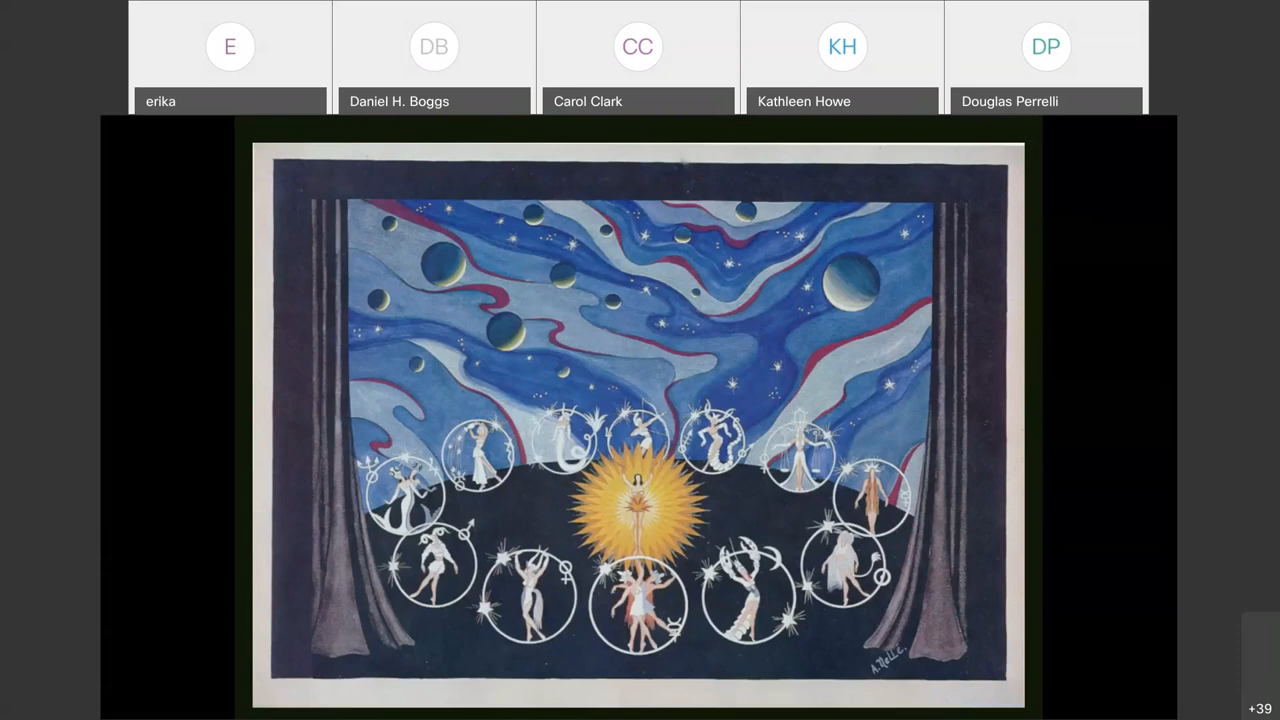 E
DB
CC
KH
DP
erika
Daniel H. Boggs
Carol Clark
Kathleen Howe
Douglas Perrelli
+39